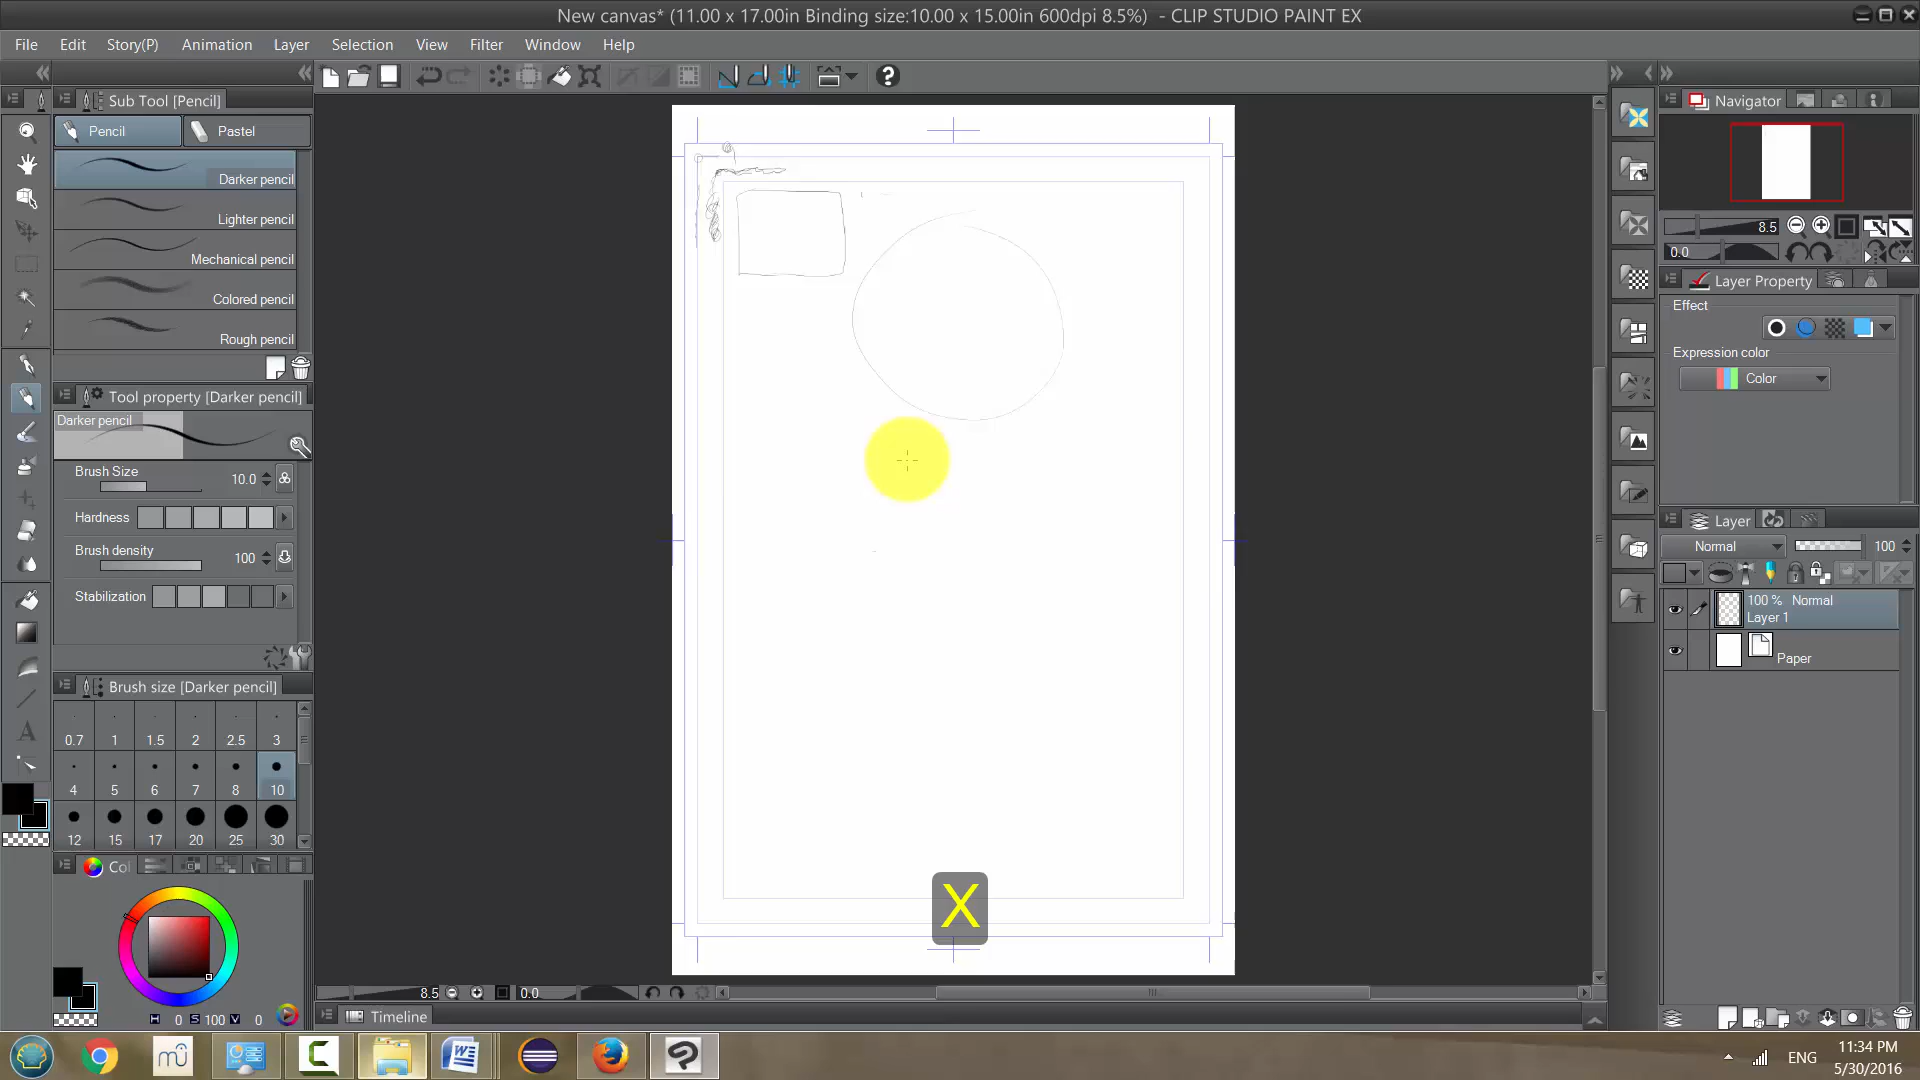 New canvas* (11.00 x 17.00in Binding size:10.00 x 15.00in 600dpi 8.5%) - CLIP STUDIO PAINT EX
File Edit Story(P) Animation Layer Selection View Filter Window Help
Sub Tool [Pencil]
Pencil Pastel
Darker pencil
Lighter pencil
Mechanical pencil
Colored pencil
Rough pencil
Tool property [Darker pencil]
Darker pencil
Brush Size 10.0
Hardness
Brush density 100
Stabilization
Brush size [Darker pencil]
0.7 1 1.5 2 2.5 3
4 5 6 7 8 10
12 15 17 20 25 30
Col
H 0 S 100 V 0
X
8.5 0.0
Timeline
Navigator
8.5
0.0
Layer Property
Effect
Expression color
Color
Layer
Normal 100
100 % Normal
Layer 1
Paper
ENG
11:34 PM
5/30/2016